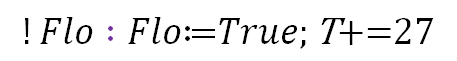 ! Flo : Flo:=True; T+=27